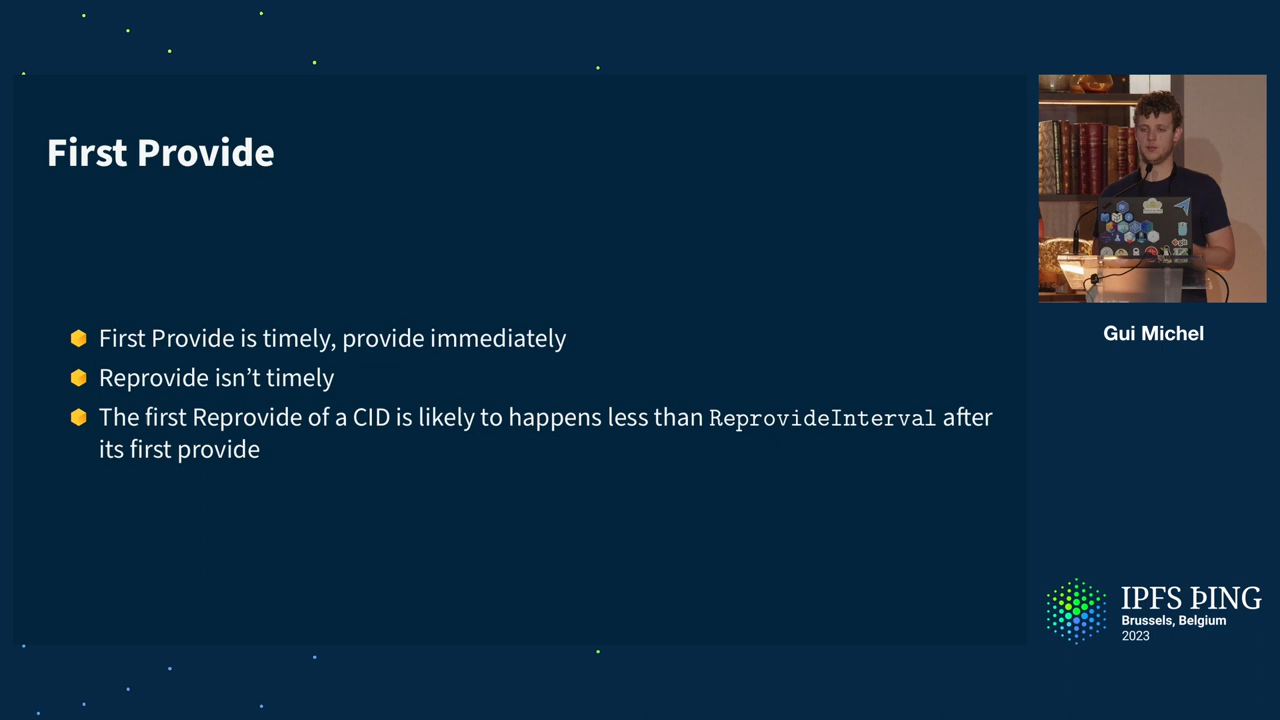 First Provide
First Provide is timely, provide immediately
Reprovide isn’t timely
The first Reprovide of a CID is likely to happens less than ReprovideInterval after
its first provide
Gui Michel
IPFS ÞING
Brussels, Belgium
2023
git